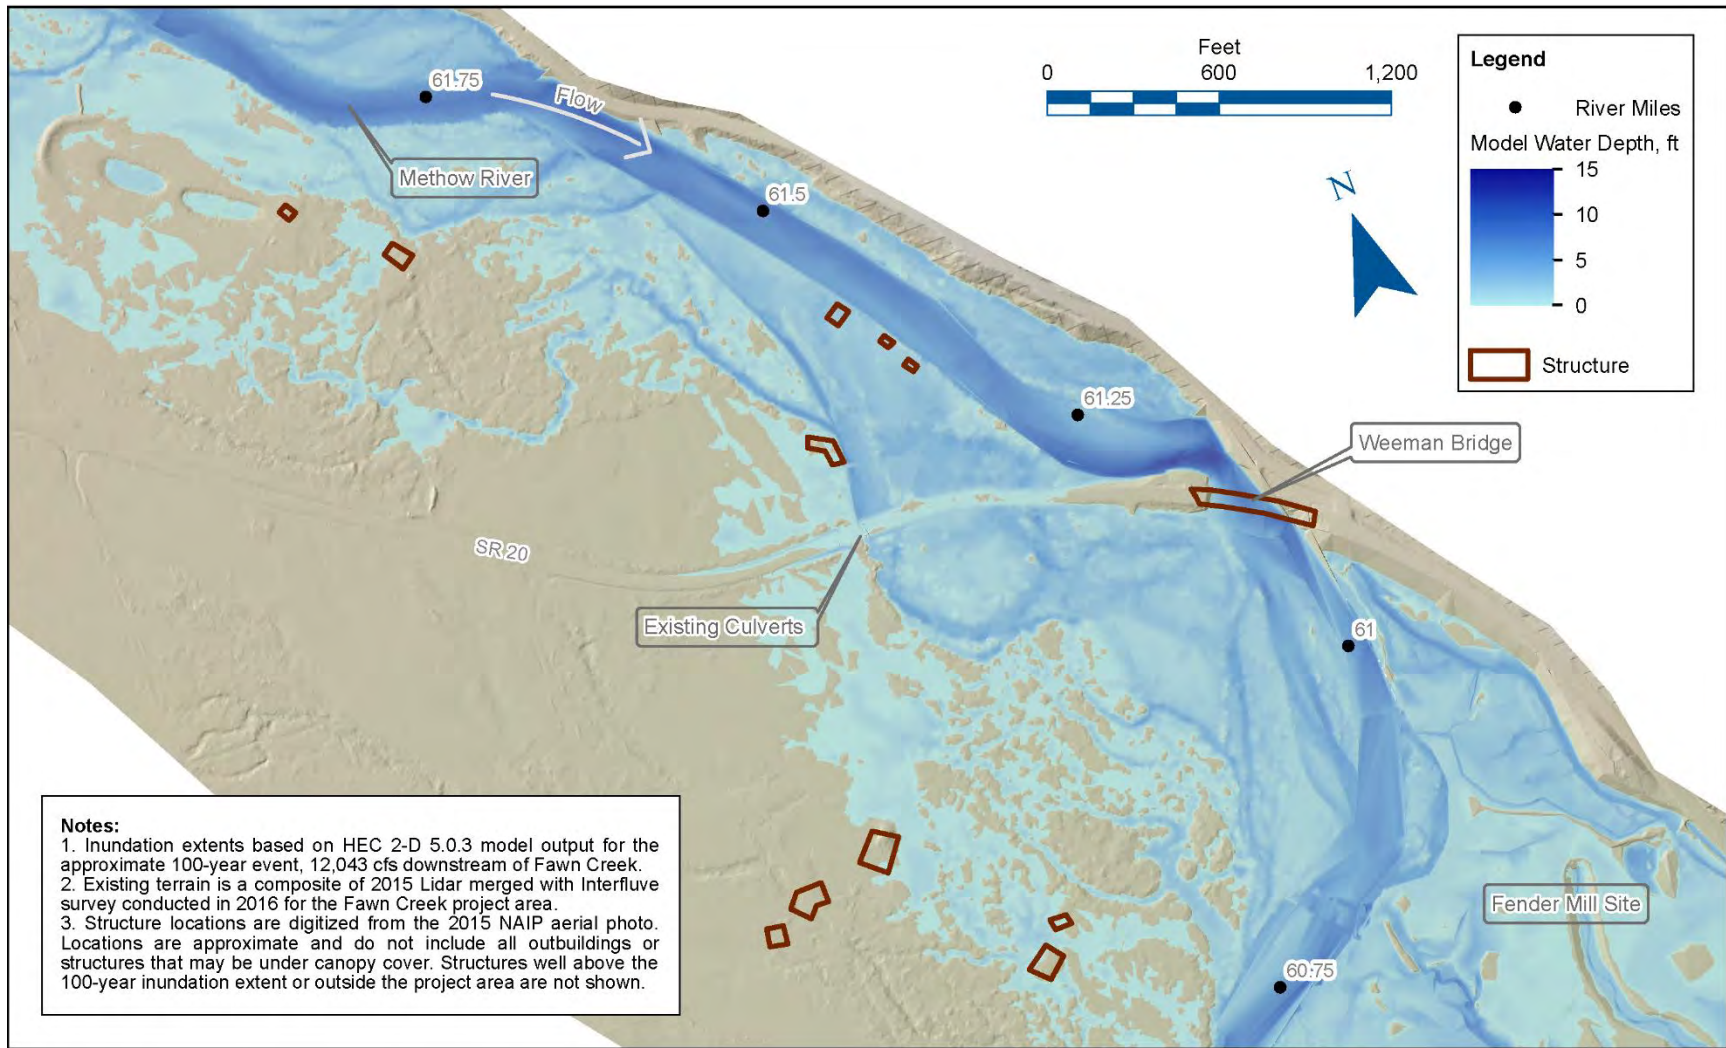 Feet
0 600 1,200
N
Legend
River Miles
Model Water Depth, ft
15
10
5
0
Structure
61.75
Flow
Methow River
61.5
61.25
Weeman Bridge
SR 20
Existing Culverts
61
Fender Mill Site
60.75
Notes:
1. Inundation extents based on HEC 2-D 5.0.3 model output for the
approximate 100-year event, 12,043 cfs downstream of Fawn Creek.
2. Existing terrain is a composite of 2015 Lidar merged with Interfluve
survey conducted in 2016 for the Fawn Creek project area.
3. Structure locations are digitized from the 2015 NAIP aerial photo.
Locations are approximate and do not include all outbuildings or
structures that may be under canopy cover. Structures well above the
100-year inundation extent or outside the project area are not shown.